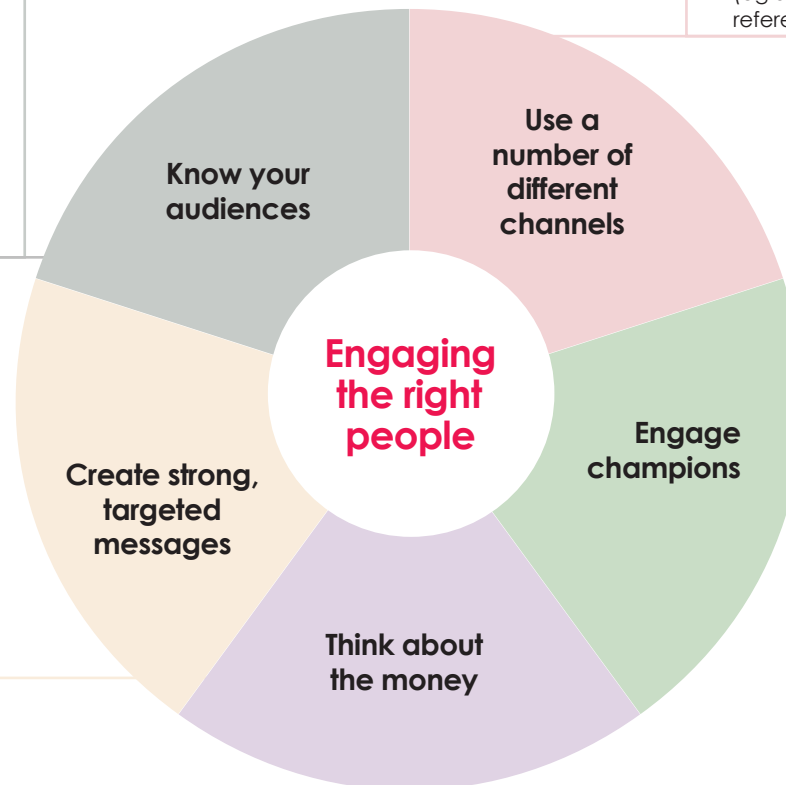 Use a
number of
different
channels
Know your
audiences
Engaging
the right
people
Engage
champions
Create strong,
targeted
messages
Think about
the money